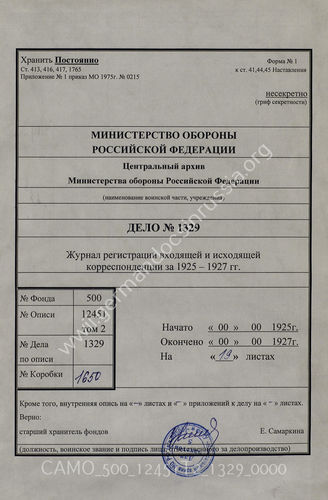 Хранить Постоянно
Форма № 1
Ст. 413, 416, 417, 1765
к ст. 41,44,45 Наставления
Приложение № 1 приказ МО 1975г. № 0215
несекретно
(гриф секретности)
МИНИСТЕРСТВО ОБОРОНЫ
РОССИЙСКОЙ ФЕДЕРАЦИИ
Центральный архив
Министерства обороны Российской Федерации
(наименование воинской части, учреждения)
ДЕЛО № 1329
Журнал регистрации входящей и исходящей
корреспонденции за 1925 – 1927 гг.
№ Фонда 500
№ Описи 12451
том 2
№ Дела 1329
по описи
№ Коробки 1650
Начато « 00 » 00 1925г.
Окончено « 00 » 00 1927г.
На «19» листах
Кроме того, внутренняя опись на «–» листах и «–» приложений к делу на «–» листах.
Верно:
старший хранитель фондов Е. Самаркина
(должность, воинское звание и подпись лица, ответственного за делопроизводство)
www.germandocsinrussia.org